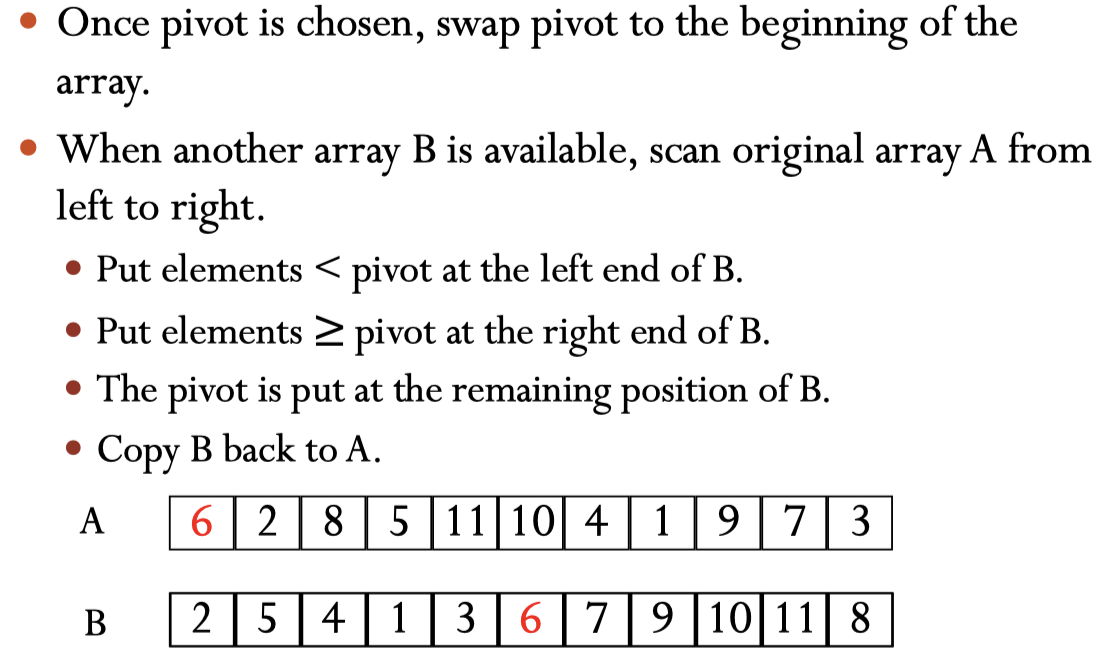 • Once pivot is chosen, swap pivot to the beginning of the
array.
• When another array B is available, scan original array A from
left to right.
• Put elements < pivot at the left end of B.
• Put elements ≥ pivot at the right end of B.
• The pivot is put at the remaining position of B.
• Copy B back to A.
A 6 2 8 5 11 10 4 1 9 7 3
B 2 5 4 1 3 6 7 9 10 11 8